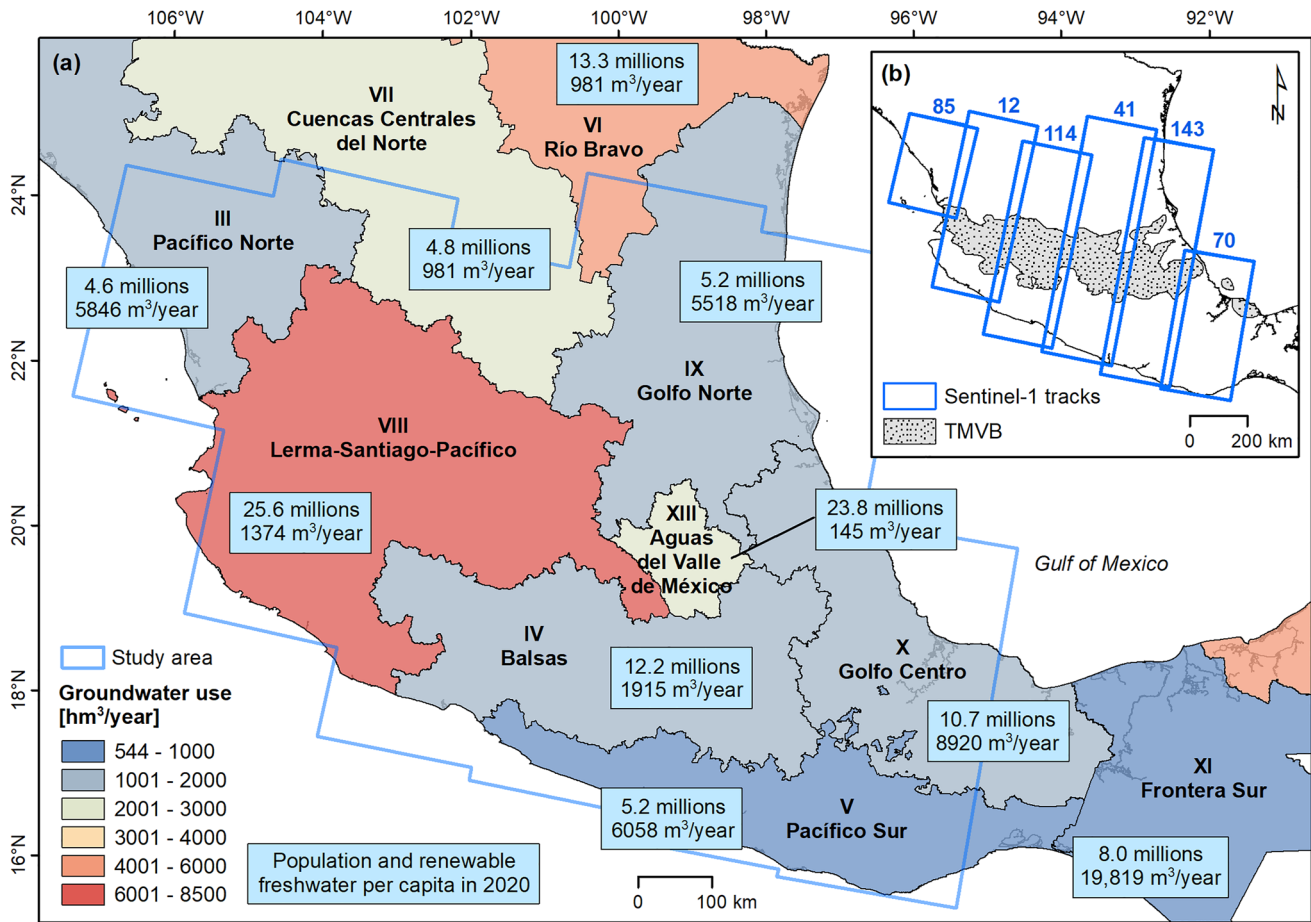 106°W
104°W
102°W
100°W
98°W
96°W
94°W
92°W
24°N
22°N
20°N
18°N
16°N
(a)
VII
Cuencas Centrales
del Norte
13.3 millions
981 m³/year
VI
Río Bravo
III
Pacífico Norte
4.6 millions
5846 m³/year
4.8 millions
981 m³/year
5.2 millions
5518 m³/year
IX
Golfo Norte
VIII
Lerma-Santiago-Pacífico
25.6 millions
1374 m³/year
XIII
Aguas
del Valle
de México
23.8 millions
145 m³/year
Gulf of Mexico
IV
Balsas
12.2 millions
1915 m³/year
X
Golfo Centro
10.7 millions
8920 m³/year
XI
Frontera Sur
V
Pacífico Sur
5.2 millions
6058 m³/year
8.0 millions
19,819 m³/year
Study area
Groundwater use
[hm³/year]
544 - 1000
1001 - 2000
2001 - 3000
3001 - 4000
4001 - 6000
6001 - 8500
Population and renewable
freshwater per capita in 2020
0 100 km
(b)
N
85
12
114
41
143
70
Sentinel-1 tracks
TMVB
0 200 km